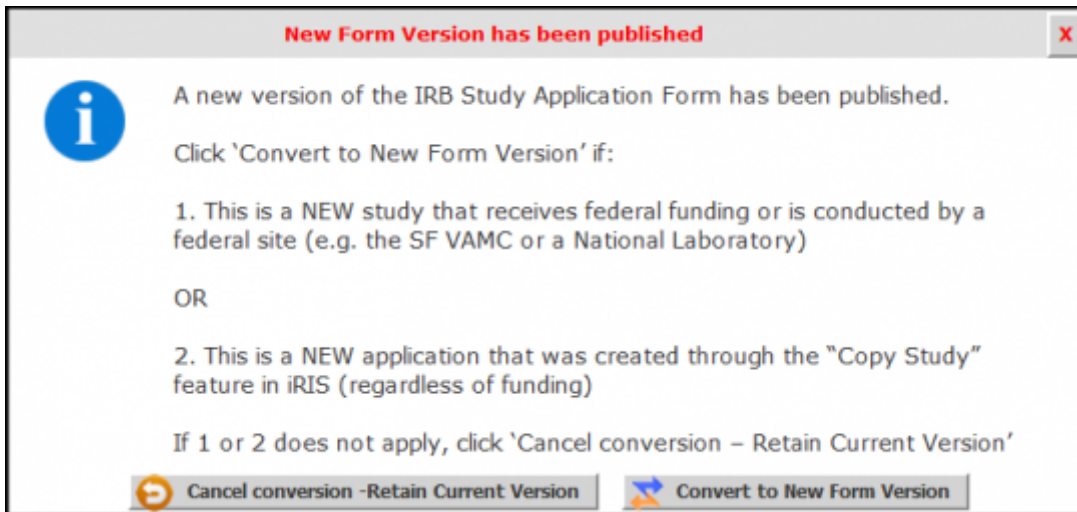 New Form Version has been published
X
A new version of the IRB Study Application Form has been published.
Click ‘Convert to New Form Version’ if:
1. This is a NEW study that receives federal funding or is conducted by a
federal site (e.g. the SF VAMC or a National Laboratory)
OR
2. This is a NEW application that was created through the “Copy Study”
feature in iRIS (regardless of funding)
If 1 or 2 does not apply, click ‘Cancel conversion – Retain Current Version’
Cancel conversion -Retain Current Version
Convert to New Form Version